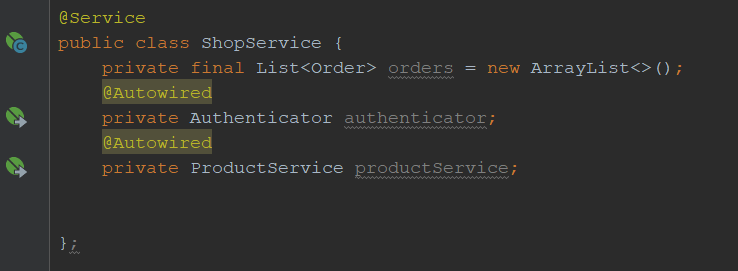 @Service
public class ShopService {
    private final List<Order> orders = new ArrayList<>();
    @Autowired
    private Authenticator authenticator;
    @Autowired
    private ProductService productService;
};